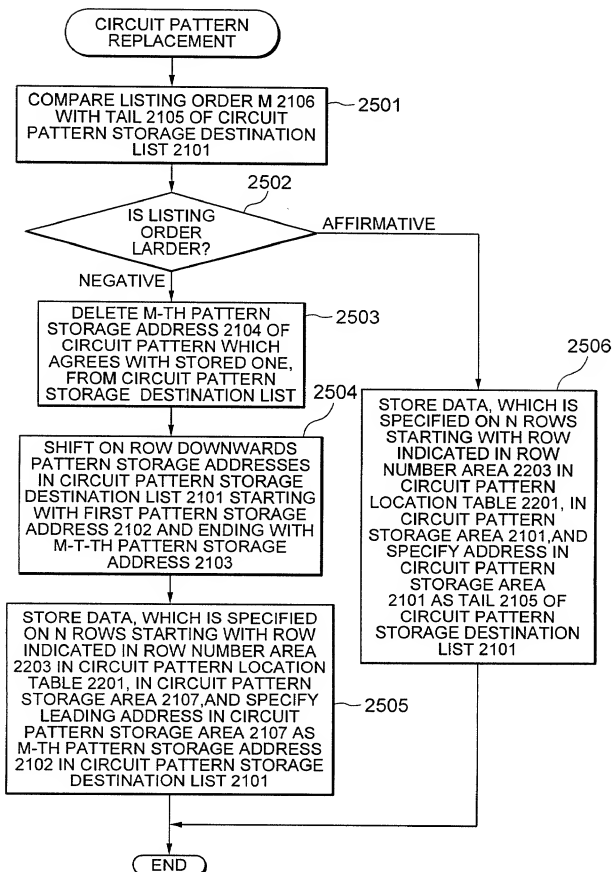 CIRCUIT PATTERN
REPLACEMENT
COMPARE LISTING ORDER M 2106
WITH TAIL 2105 OF CIRCUIT
PATTERN STORAGE DESTINATION
LIST 2101
2501
2502
IS LISTING
ORDER
LARDER?
AFFIRMATIVE
NEGATIVE
DELETE M-TH PATTERN
STORAGE ADDRESS 2104 OF
CIRCUIT PATTERN WHICH
AGREES WITH STORED ONE,
FROM CIRCUIT PATTERN
STORAGE DESTINATION LIST
2503
2504
SHIFT ON ROW DOWNWARDS
PATTERN STORAGE ADDRESSES
IN CIRCUIT PATTERN STORAGE
DESTINATION LIST 2101 STARTING
WITH FIRST PATTERN STORAGE
ADDRESS 2102 AND ENDING WITH
M-T-TH PATTERN STORAGE
ADDRESS 2103
2506
STORE DATA, WHICH IS
SPECIFIED ON N ROWS
STARTING WITH ROW
INDICATED IN ROW
NUMBER AREA 2203 IN
CIRCUIT PATTERN
LOCATION TABLE 2201, IN
CIRCUIT PATTERN
STORAGE AREA 2101,AND
SPECIFY ADDRESS IN
CIRCUIT PATTERN
STORAGE AREA
2101 AS TAIL 2105 OF
CIRCUIT PATTERN
STORAGE DESTINATION
LIST 2101
STORE DATA, WHICH IS SPECIFIED
ON N ROWS STARTING WITH ROW
INDICATED IN ROW NUMBER AREA
2203 IN CIRCUIT PATTERN LOCATION
TABLE 2201, IN CIRCUIT PATTERN
STORAGE AREA 2107,AND SPECIFY
LEADING ADDRESS IN CIRCUIT
PATTERN STORAGE AREA 2107 AS
M-TH PATTERN STORAGE ADDRESS
2102 IN CIRCUIT PATTERN STORAGE
DESTINATION LIST 2101
2505
END